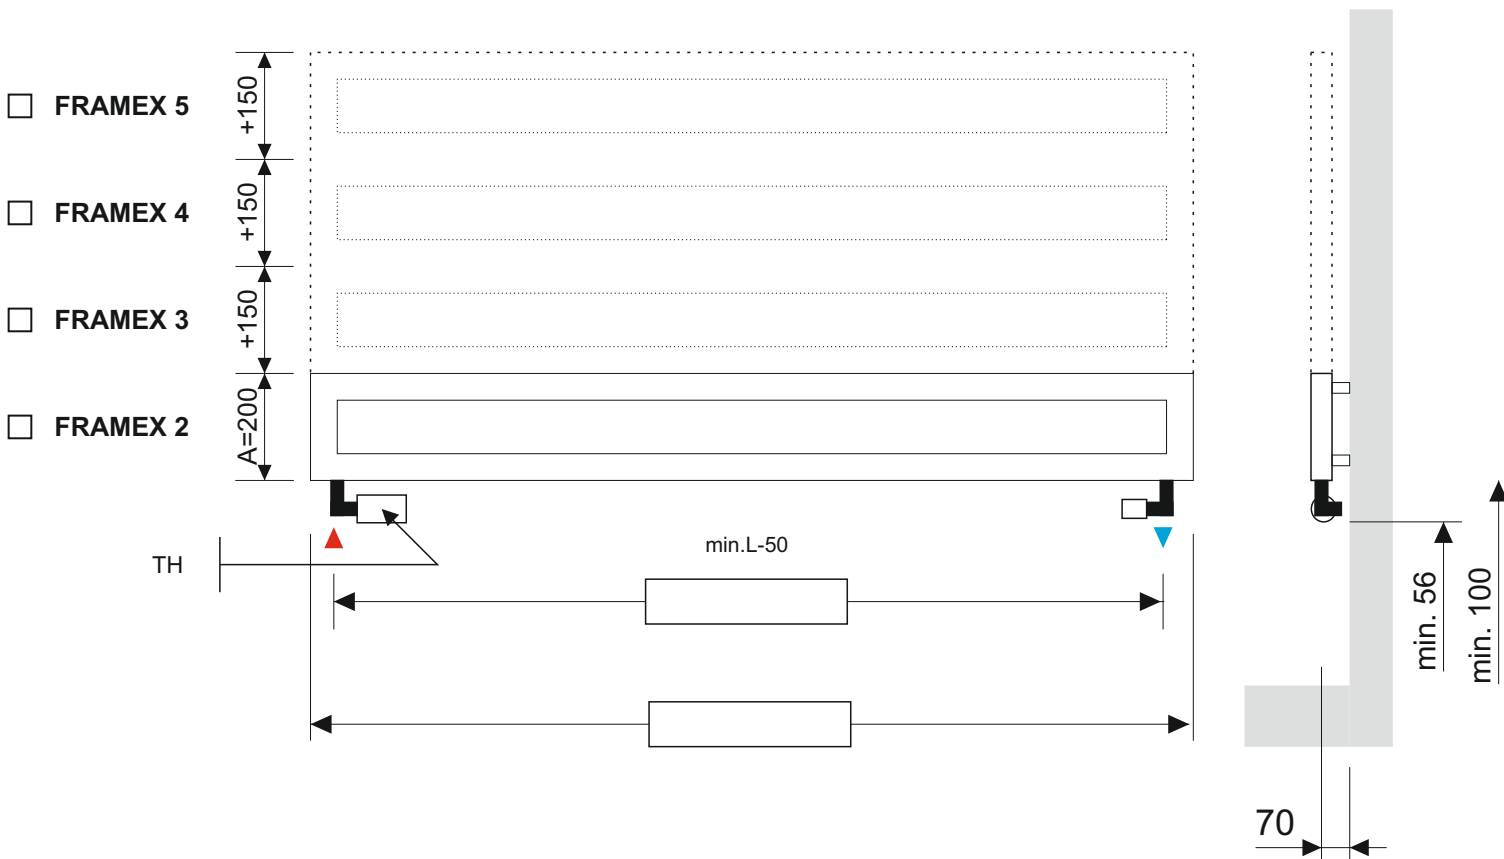 FRAMEX 5
+150
FRAMEX 4
+150
FRAMEX 3
+150
FRAMEX 2
A=200
TH
min.L-50
min. 56
min. 100
70